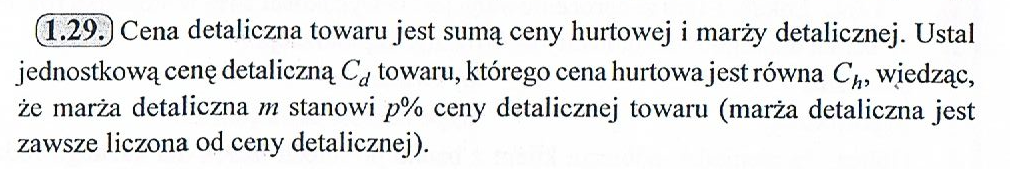 1.29. Cena detaliczna towaru jest sumą ceny hurtowej i marży detalicznej. Ustal
jednostkową cenę detaliczną C_d towaru, którego cena hurtowa jest równa C_h, wiedząc,
że marża detaliczna m stanowi p% ceny detalicznej towaru (marża detaliczna jest
zawsze liczona od ceny detalicznej).